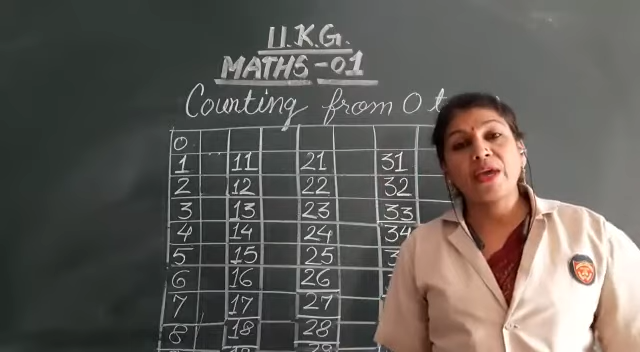 U.K.G.
MATHS-01
Counting from 0
0
1 11 21 31
2 12 22 32
3 13 23 33
4 14 24 34
5 15 25
6 16 26
7 17 27
8 18 28